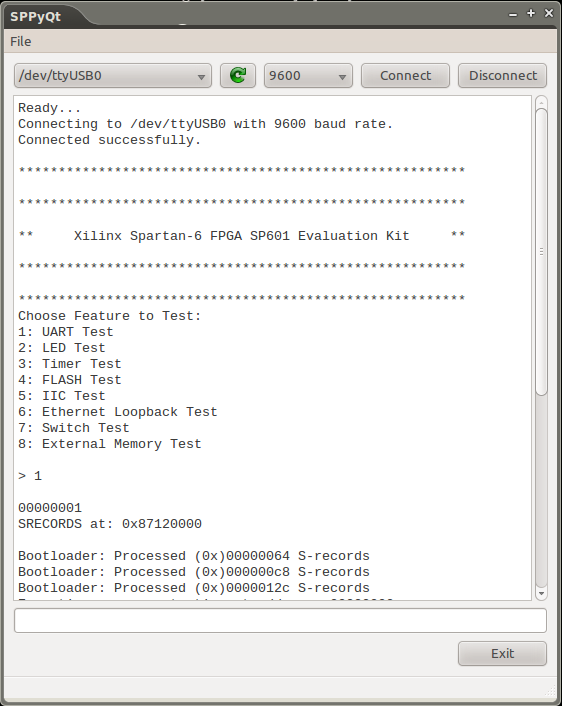 SPPyQt
File
/dev/ttyUSB0 9600 Connect Disconnect
Ready...
Connecting to /dev/ttyUSB0 with 9600 baud rate.
Connected successfully.
********************************************************
********************************************************
**     Xilinx Spartan-6 FPGA SP601 Evaluation Kit     **
********************************************************
********************************************************
Choose Feature to Test:
1: UART Test
2: LED Test
3: Timer Test
4: FLASH Test
5: IIC Test
6: Ethernet Loopback Test
7: Switch Test
8: External Memory Test
> 1
00000001
SRECORDS at: 0x87120000
Bootloader: Processed (0x)00000064 S-records
Bootloader: Processed (0x)000000c8 S-records
Bootloader: Processed (0x)0000012c S-records
Exit